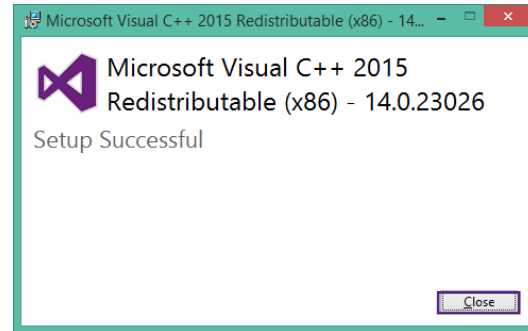 Microsoft Visual C++ 2015 Redistributable (x86) - 14...
Microsoft Visual C++ 2015
Redistributable (x86) - 14.0.23026
Setup Successful
Close